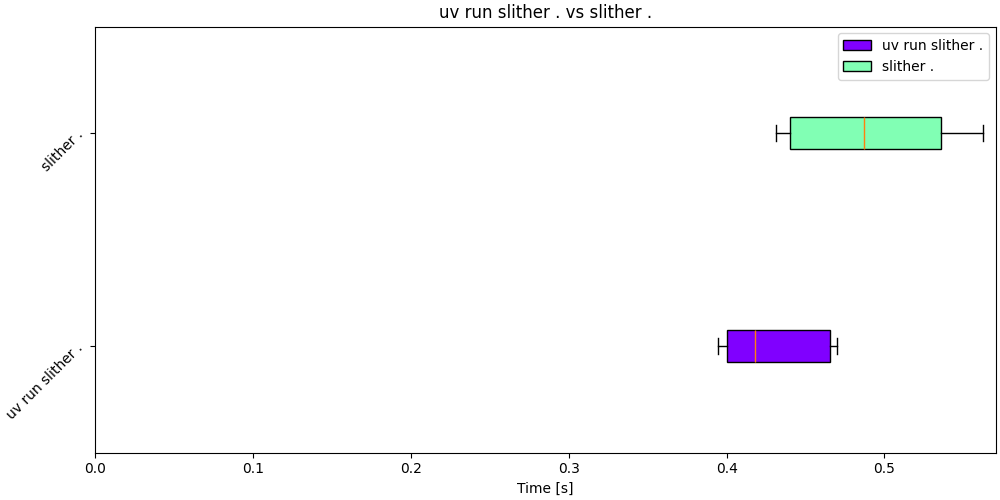 uv run slither . vs slither .
uv run slither .
slither .
slither .
uv run slither .
0.0 0.1 0.2 0.3 0.4 0.5
Time [s]